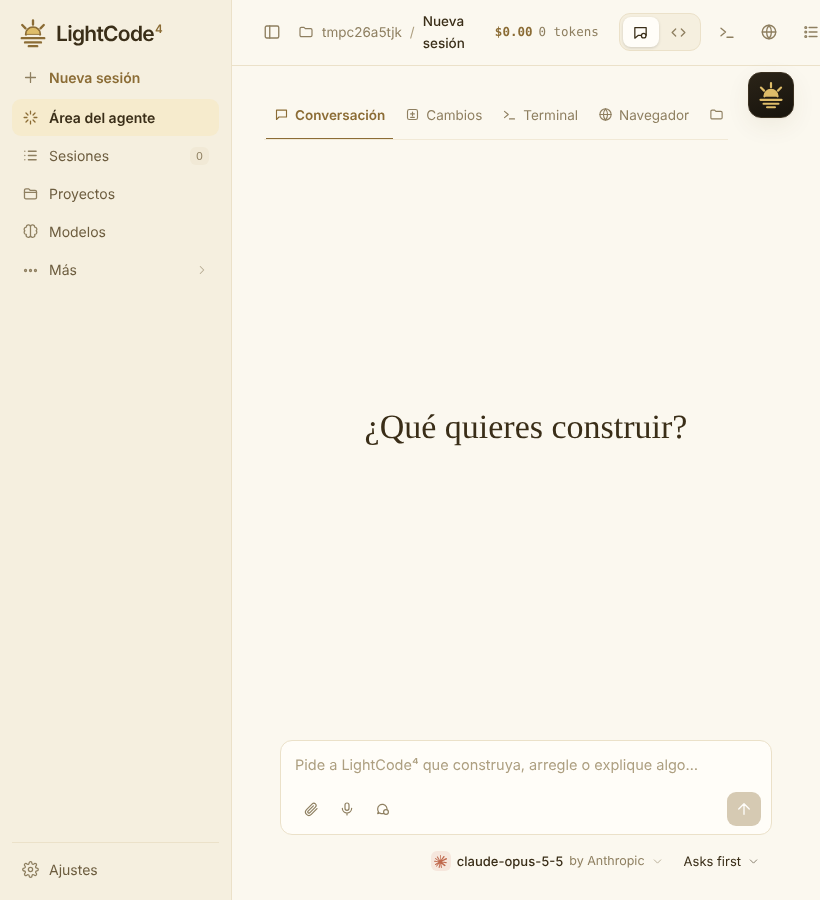 LightCode⁴
Nueva sesión
Área del agente
Sesiones 0
Proyectos
Modelos
Más
Ajustes
tmpc26a5tjk / Nueva sesión $0.00 0 tokens
Conversación Cambios Terminal Navegador
¿Qué quieres construir?
Pide a LightCode⁴ que construya, arregle o explique algo...
claude-opus-5-5 by Anthropic Asks first